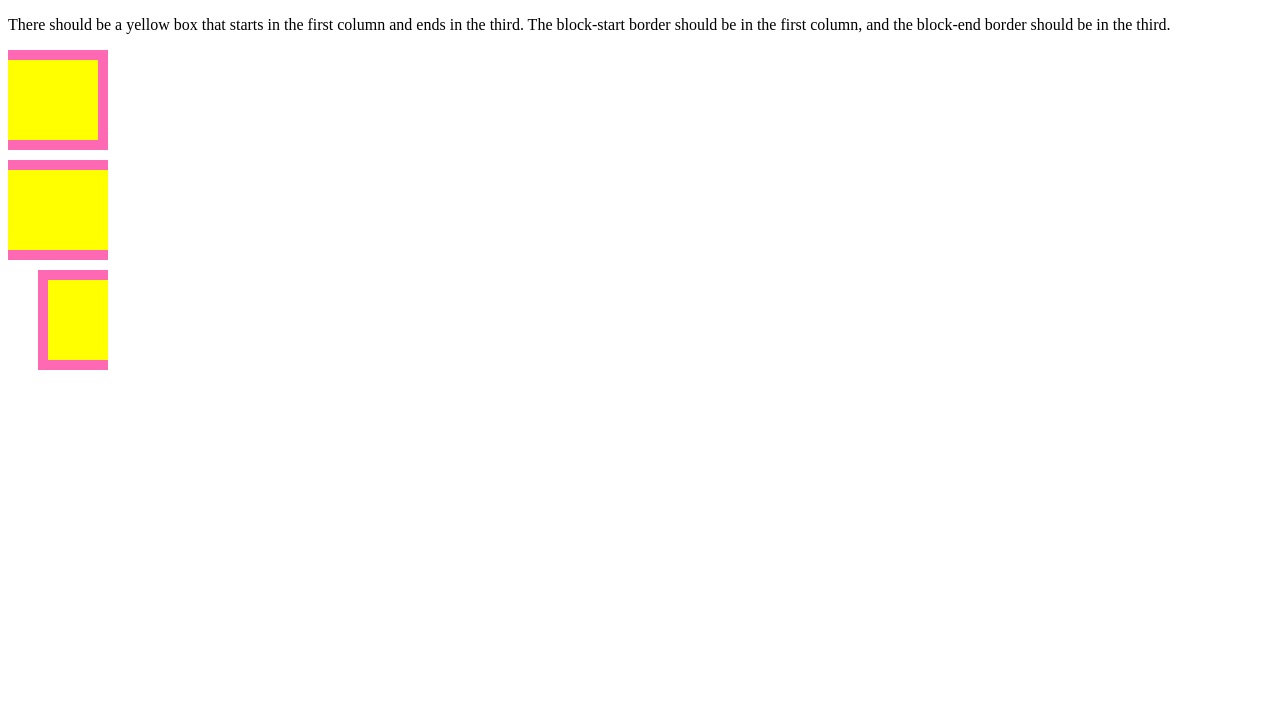 There should be a yellow box that starts in the first column and ends in the third. The block-start border should be in the first column, and the block-end border should be in the third.